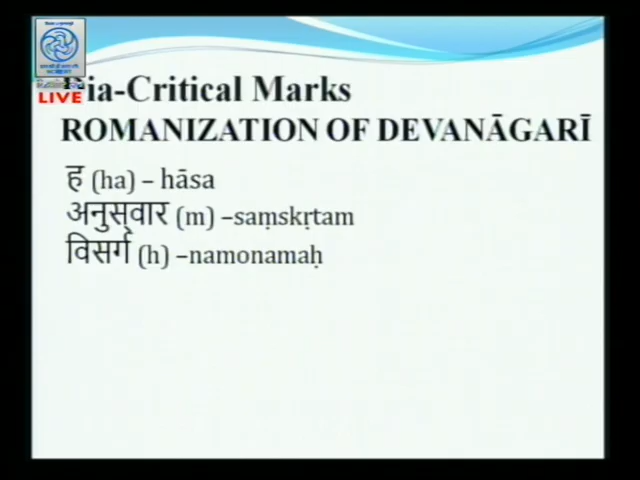 LIVE
Dia-Critical Marks
ROMANIZATION OF DEVANĀGARĪ
ह (ha) – hāsa
अनुस्वार (m) –saṃskṛtam
विसर्ग (h) –namonamaḥ